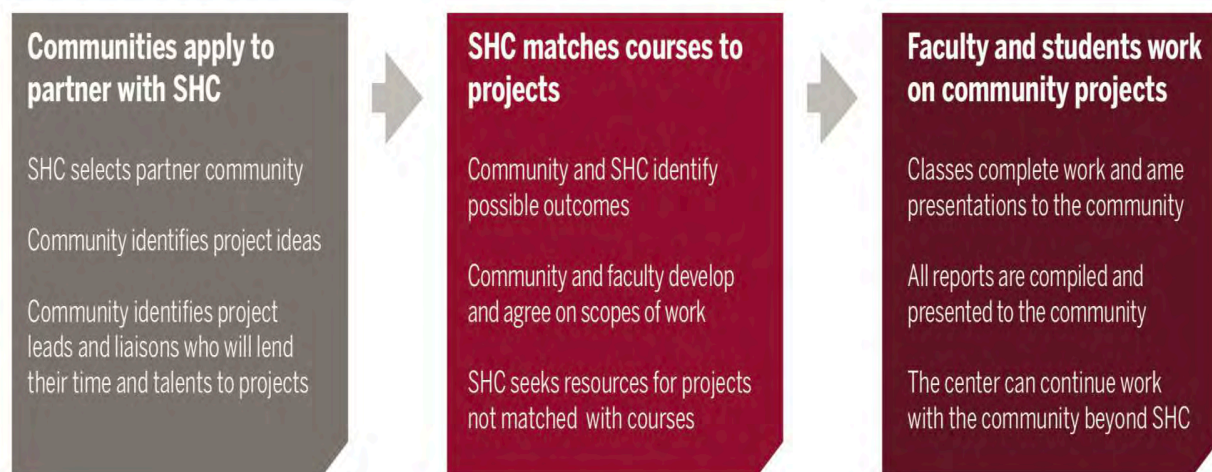 Communities apply to
partner with SHC
SHC selects partner community
Community identifies project ideas
Community identifies project
leads and liaisons who will lend
their time and talents to projects
SHC matches courses to
projects
Community and SHC identify
possible outcomes
Community and faculty develop
and agree on scopes of work
SHC seeks resources for projects
not matched with courses
Faculty and students work
on community projects
Classes complete work and ame
presentations to the community
All reports are compiled and
presented to the community
The center can continue work
with the community beyond SHC